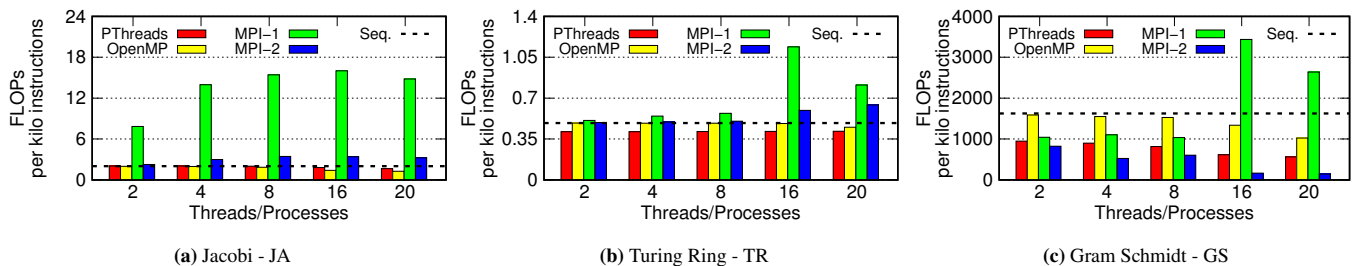 24
18
12
6
0
FLOPs
per kilo instructions
PThreads
OpenMP
MPI-1
MPI-2
Seq.
2 4 8 16 20
Threads/Processes
(a) Jacobi - JA
1.4
1.05
0.7
0.35
0
FLOPs
per kilo instructions
PThreads
OpenMP
MPI-1
MPI-2
Seq.
2 4 8 16 20
Threads/Processes
(b) Turing Ring - TR
4000
3000
2000
1000
0
FLOPs
per kilo instructions
PThreads
OpenMP
MPI-1
MPI-2
Seq.
2 4 8 16 20
Threads/Processes
(c) Gram Schmidt - GS